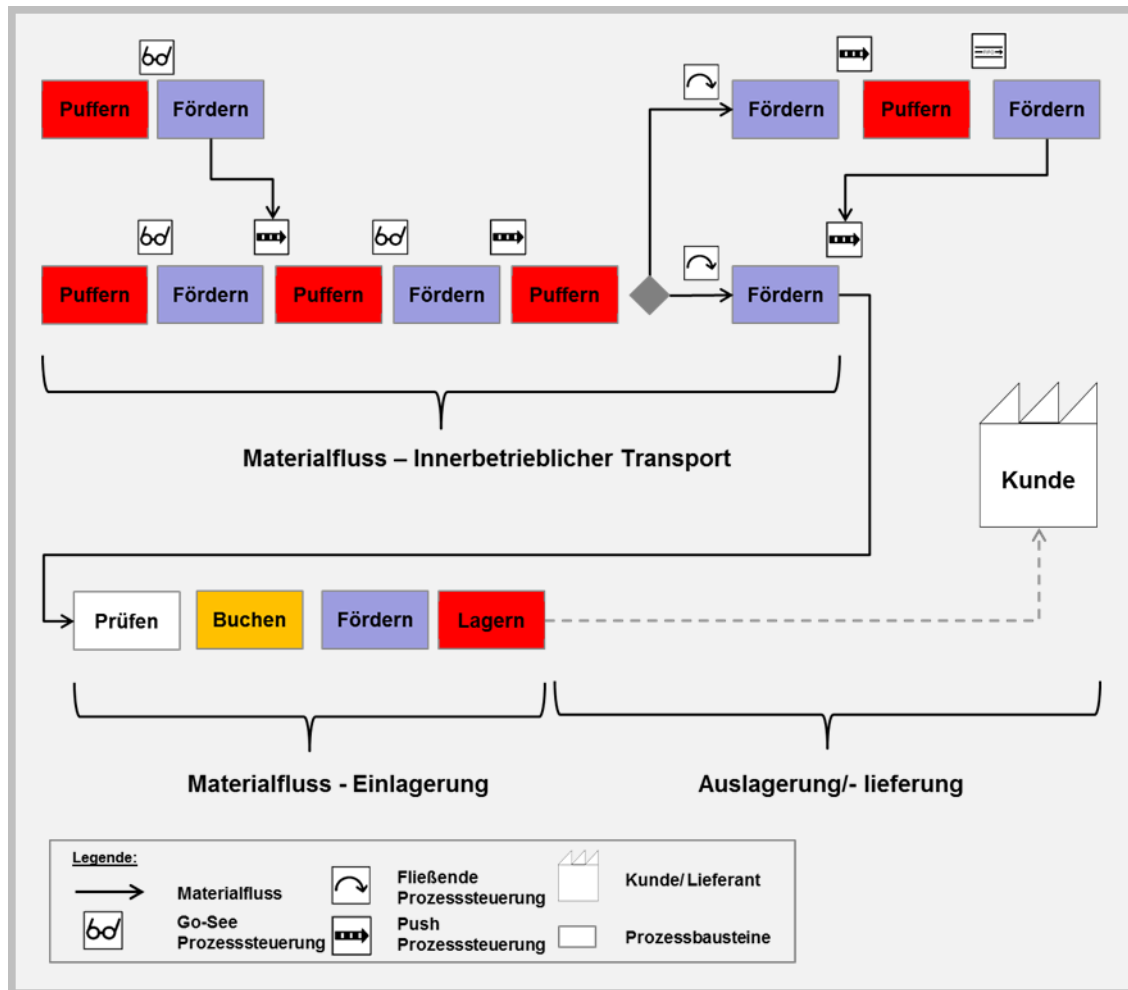 Puffern
Fördern
Fördern
Puffern
Fördern
Puffern
Fördern
Puffern
Fördern
Puffern
Fördern
Materialfluss – Innerbetrieblicher Transport
Kunde
Prüfen
Buchen
Fördern
Lagern
Materialfluss - Einlagerung
Auslagerung/- lieferung
Legende:
Materialfluss
Go-See
Prozesssteuerung
Fließende
Prozesssteuerung
Push
Prozesssteuerung
Kunde/ Lieferant
Prozessbausteine